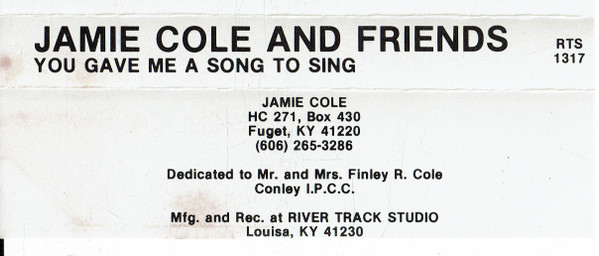 JAMIE COLE AND FRIENDS
YOU GAVE ME A SONG TO SING
RTS
1317
JAMIE COLE
HC 271, Box 430
Fuget, KY 41220
(606) 265-3286
Dedicated to Mr. and Mrs. Finley R. Cole
Conley I.P.C.C.
Mfg. and Rec. at RIVER TRACK STUDIO
Louisa, KY 41230